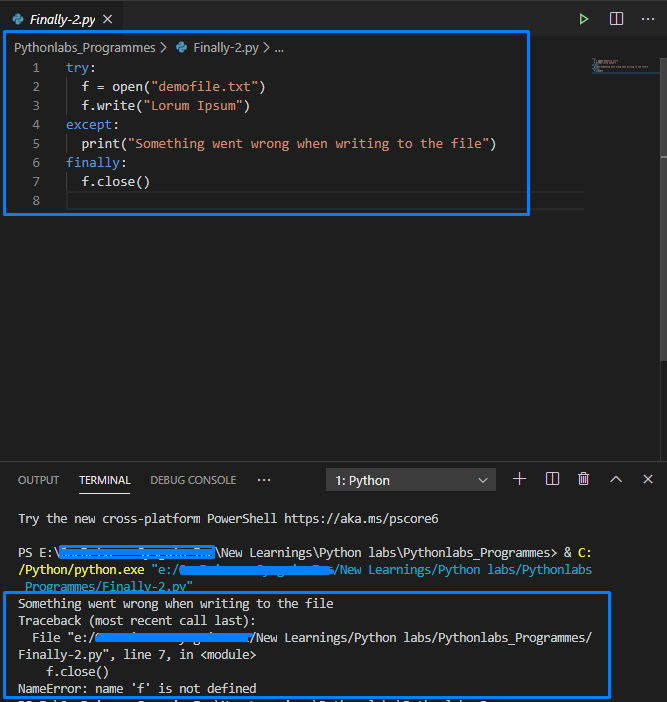 Finally-2.py
Pythonlabs_Programmes > Finally-2.py > ...
1 try:
2 f = open("demofile.txt")
3 f.write("Lorum Ipsum")
4 except:
5 print("Something went wrong when writing to the file")
6 finally:
7 f.close()
8
OUTPUT TERMINAL DEBUG CONSOLE ... 1: Python
Try the new cross-platform PowerShell https://aka.ms/pscore6
PS E:\ \New Learnings\Python labs\Pythonlabs_Programmes> & C:
/Python/python.exe "e:/ /New Learnings/Python labs/Pythonlabs
_Programmes/Finally-2.py"
Something went wrong when writing to the file
Traceback (most recent call last):
File "e:/ /New Learnings/Python labs/Pythonlabs_Programmes/
Finally-2.py", line 7, in <module>
f.close()
NameError: name 'f' is not defined